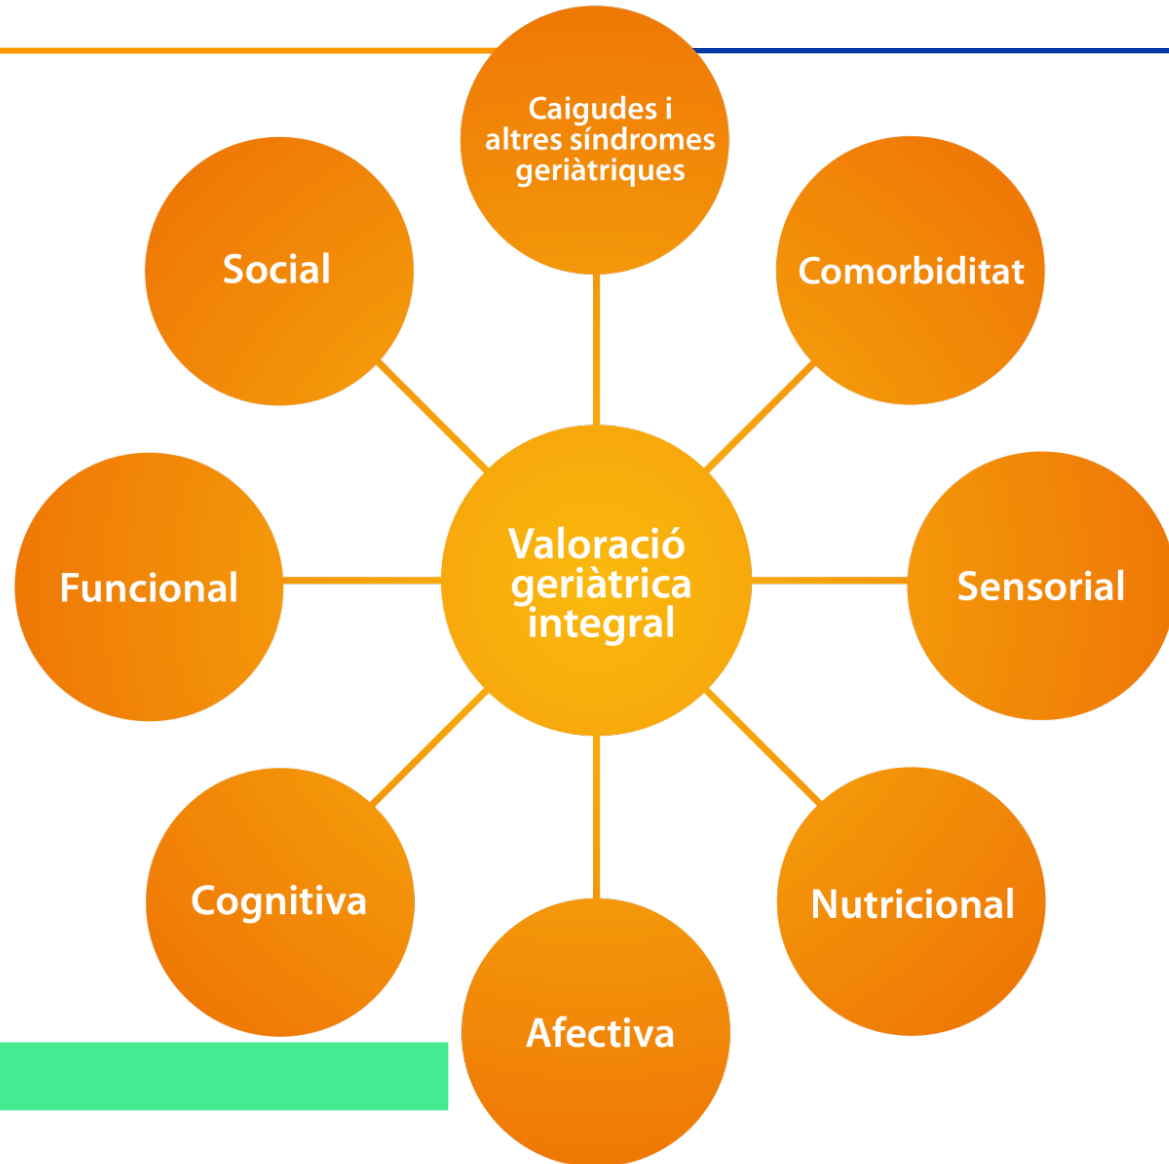 Caigudes i
altres síndromes
geriàtriques
Social
Comorbiditat
Valoració
geriàtrica
integral
Funcional
Sensorial
Cognitiva
Nutricional
Afectiva